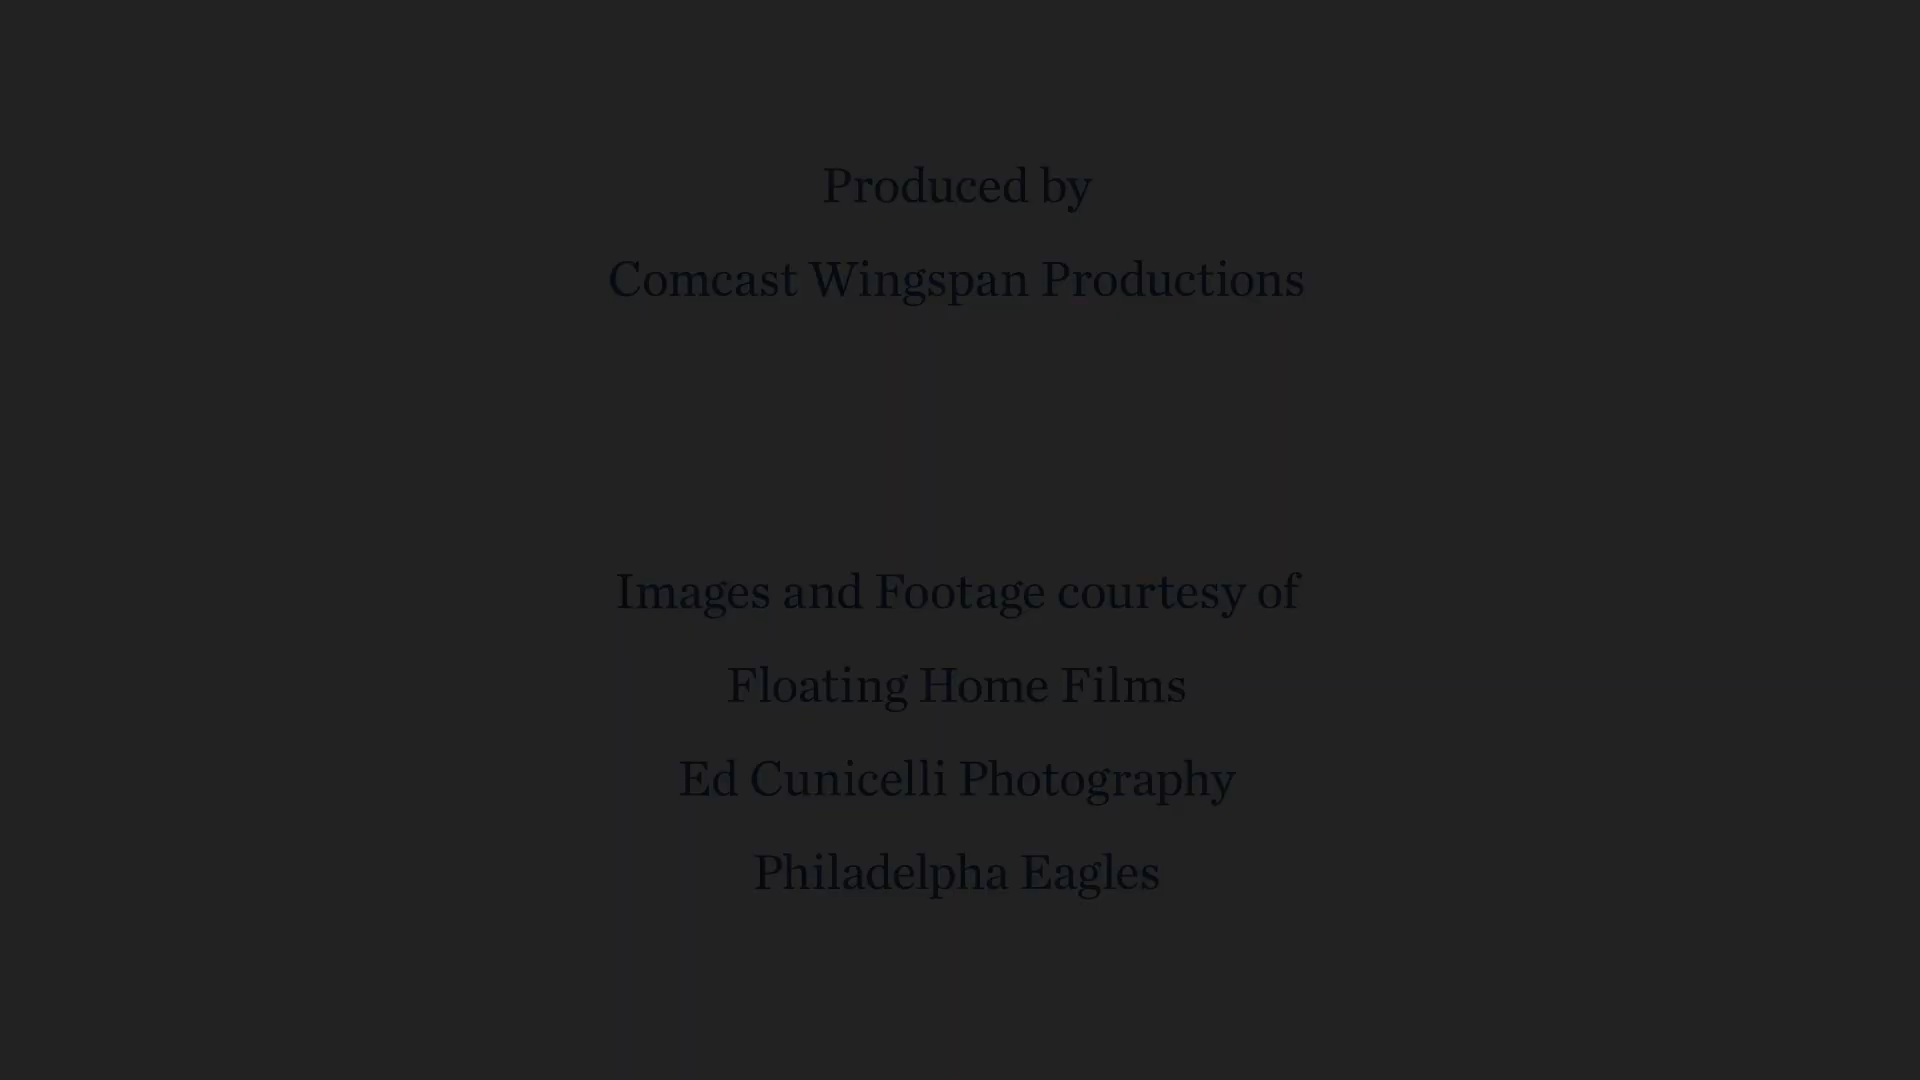 Produced by
Comcast Wingspan Productions
Images and Footage courtesy of
Floating Home Films
Ed Cunicelli Photography
Philadelpha Eagles